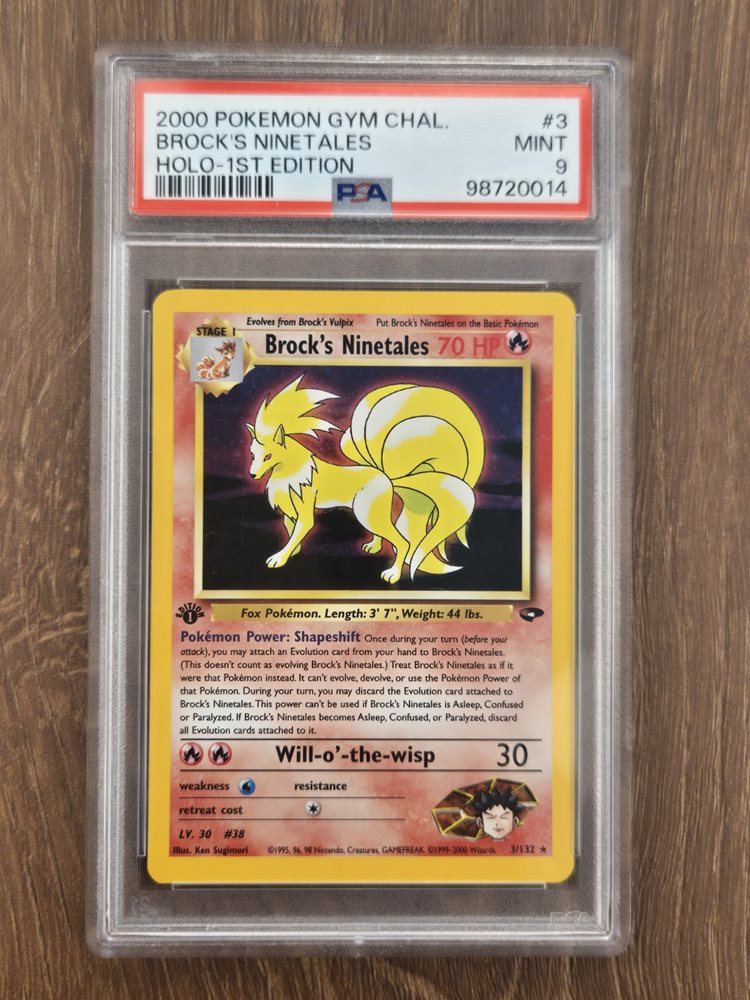 2000 POKEMON GYM CHAL. #3
BROCK'S NINETALES MINT
HOLO-1ST EDITION 9
PSA 98720014
Evolves from Brock's Vulpix Put Brock's Ninetales on the Basic Pokémon
STAGE 1
Brock's Ninetales 70 HP
EDITION
1
Fox Pokémon. Length: 3' 7", Weight: 44 lbs.
Pokémon Power: Shapeshift Once during your turn (before your
attack), you may attach an Evolution card from your hand to Brock's Ninetales.
(This doesn't count as evolving Brock's Ninetales.) Treat Brock's Ninetales as if it
were that Pokémon instead. It can't evolve, devolve, or use the Pokémon Power of
that Pokémon. During your turn, you may discard the Evolution card attached to
Brock's Ninetales. This power can't be used if Brock's Ninetales is Asleep, Confused
or Paralyzed. If Brock's Ninetales becomes Asleep, Confused, or Paralyzed, discard
all Evolution cards attached to it.
Will-o'-the-wisp 30
weakness resistance
retreat cost
LV. 30 #38
Illus. Ken Sugimori ©1995, 96, 98 Nintendo, Creatures, GAMEFREAK. ©1999-2000 Wizards. 3/132